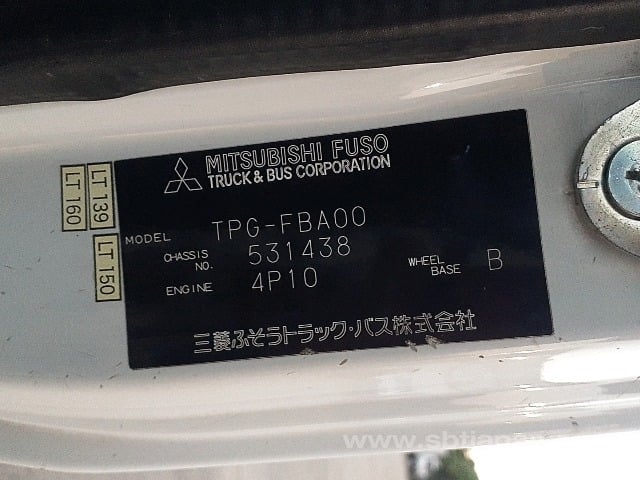 MITSUBISHI FUSO
TRUCK & BUS CORPORATION
LT 160
LT 139
LT 150
MODEL TPG-FBA00
CHASSIS NO. 531438
ENGINE 4P10
WHEEL BASE B
三菱ふそうトラック・バス株式会社